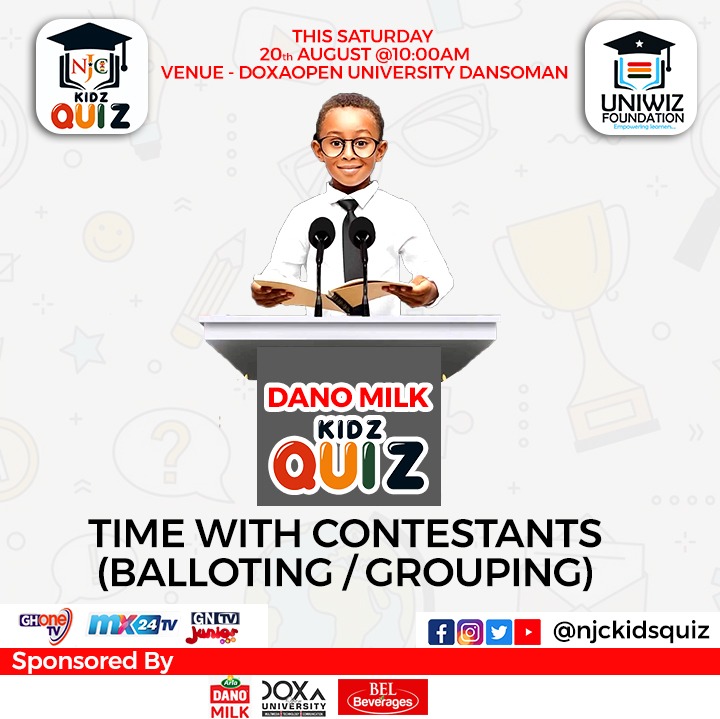 THIS SATURDAY
20th AUGUST @10:00AM
VENUE - DOXAOPEN UNIVERSITY DANSOMAN
NJC
KIDZ
QUIZ
UNIWIZ
FOUNDATION
Empowering learners...
DANO MILK
KIDZ
QUIZ
TIME WITH CONTESTANTS
(BALLOTING / GROUPING)
GHOne
TV
MX24TV
GNTV
Junior
@njckidsquiz
Sponsored By
Arla
DANO
MILK
DOXA
UNIVERSITY
BEL
Beverages